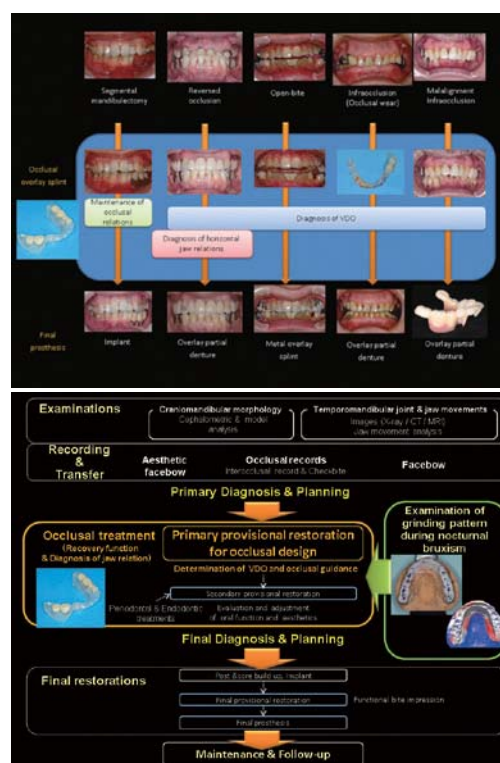 Segmental
mandibulectomy
Reversed
occlusion
Open-bite
Infraocclusion
(Occlusal wear)
Malalignment
Infraocclusion
Occlusal
overlay splint
Maintenance of
occlusal
relations
Diagnosis of VDO
Diagnosis of horizontal
jaw relations
Final
prosthesis
Implant
Overlay partial
denture
Metal overlay
splint
Overlay partial
denture
Overlay partial
denture
Examinations
Craniomandibular morphology
Cephalometric & model
analysis
Temporomandibular joint & jaw movements
Images (X-ray / CT / MRI)
Jaw movement analysis
Recording
&
Transfer
Aesthetic
facebow
Occlusal records
Interocclusal record & Checkbite
Facebow
Primary Diagnosis & Planning
Occlusal treatment
(Recovery function
& Diagnosis of jaw relation)
Primary provisional restoration
for occlusal design
Determination of VDO and occlusal guidance
Secondary provisional restoration
Periodontal & Endodontic
treatments
Evaluation and adjustment
of oral function and aesthetics
Examination of
grinding pattern
during nocturnal
bruxism
Final Diagnosis & Planning
Final restorations
Post & core build up, Implant
Final provisional restoration
Functional bite impression
Final prosthesis
Maintenance & Follow-up